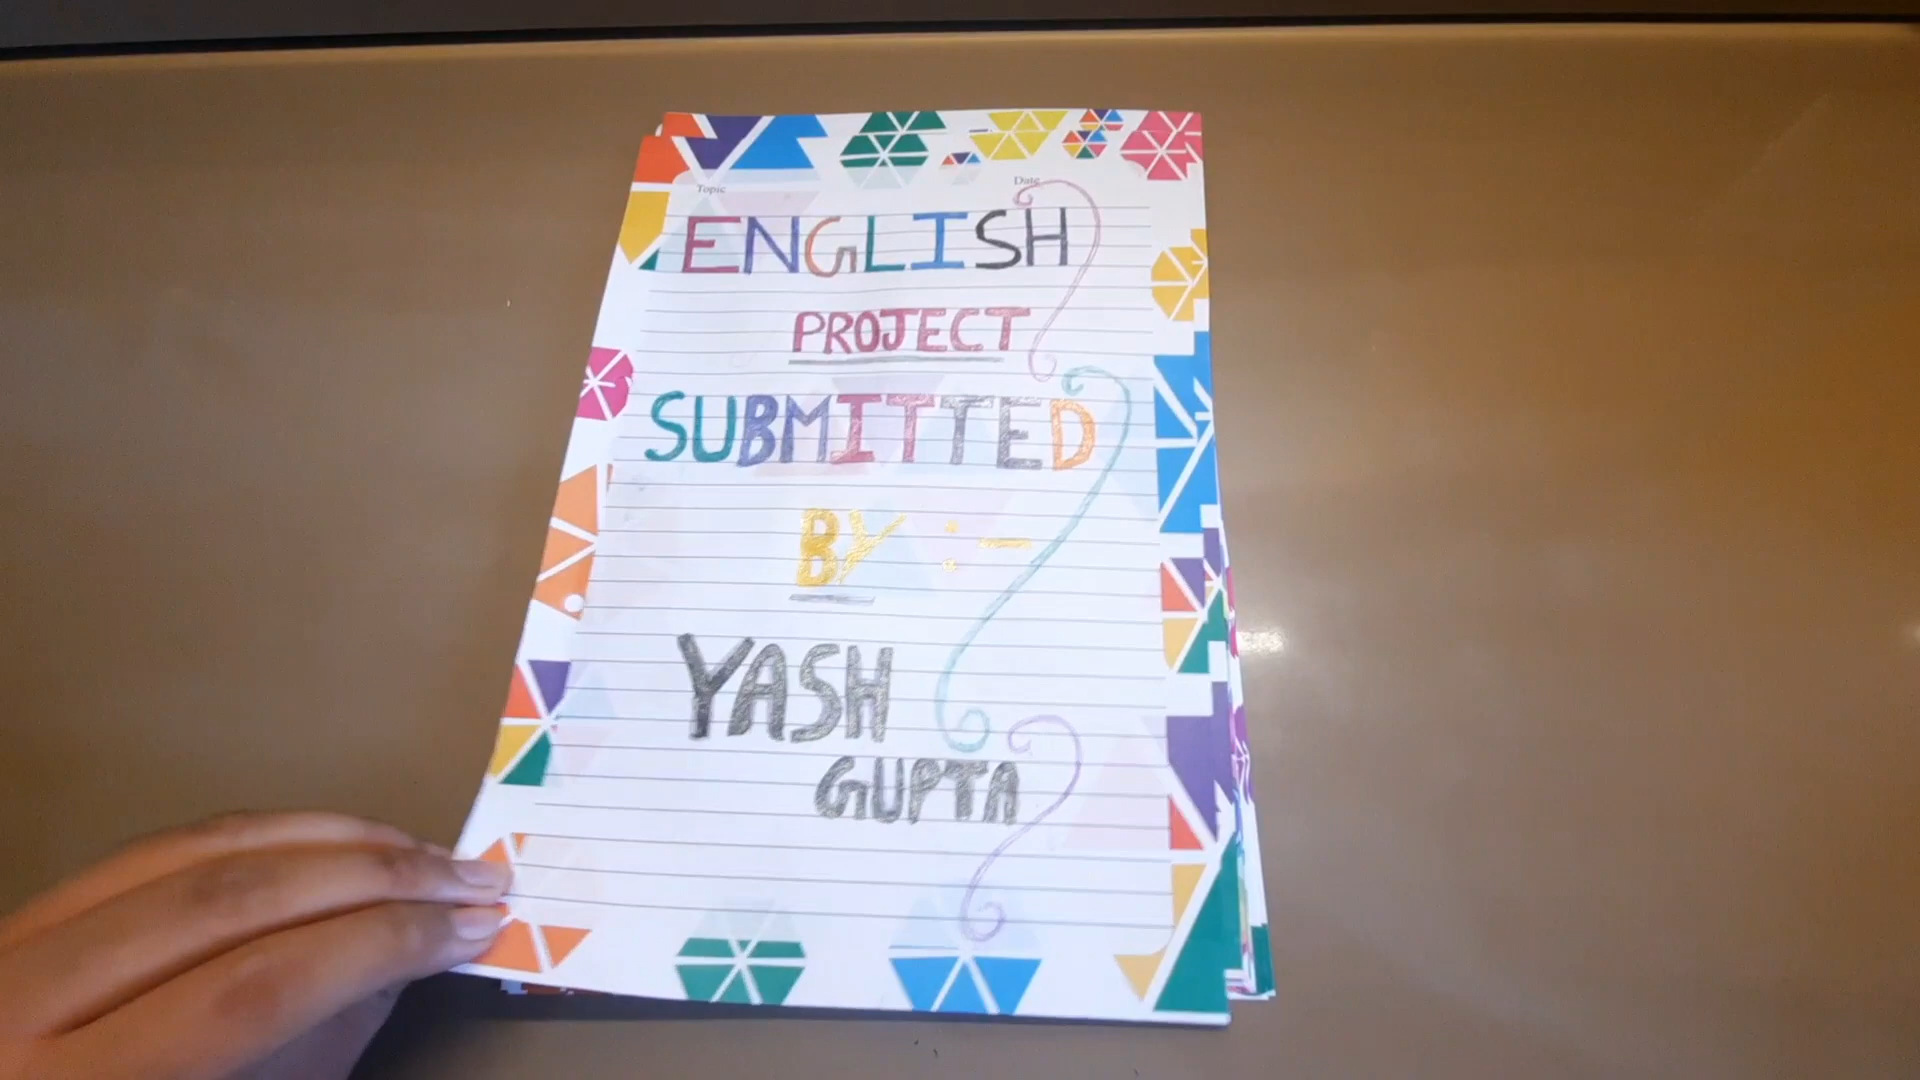 Topic Date
ENGLISH
PROJECT
SUBMITTED
BY :-
YASH
GUPTA